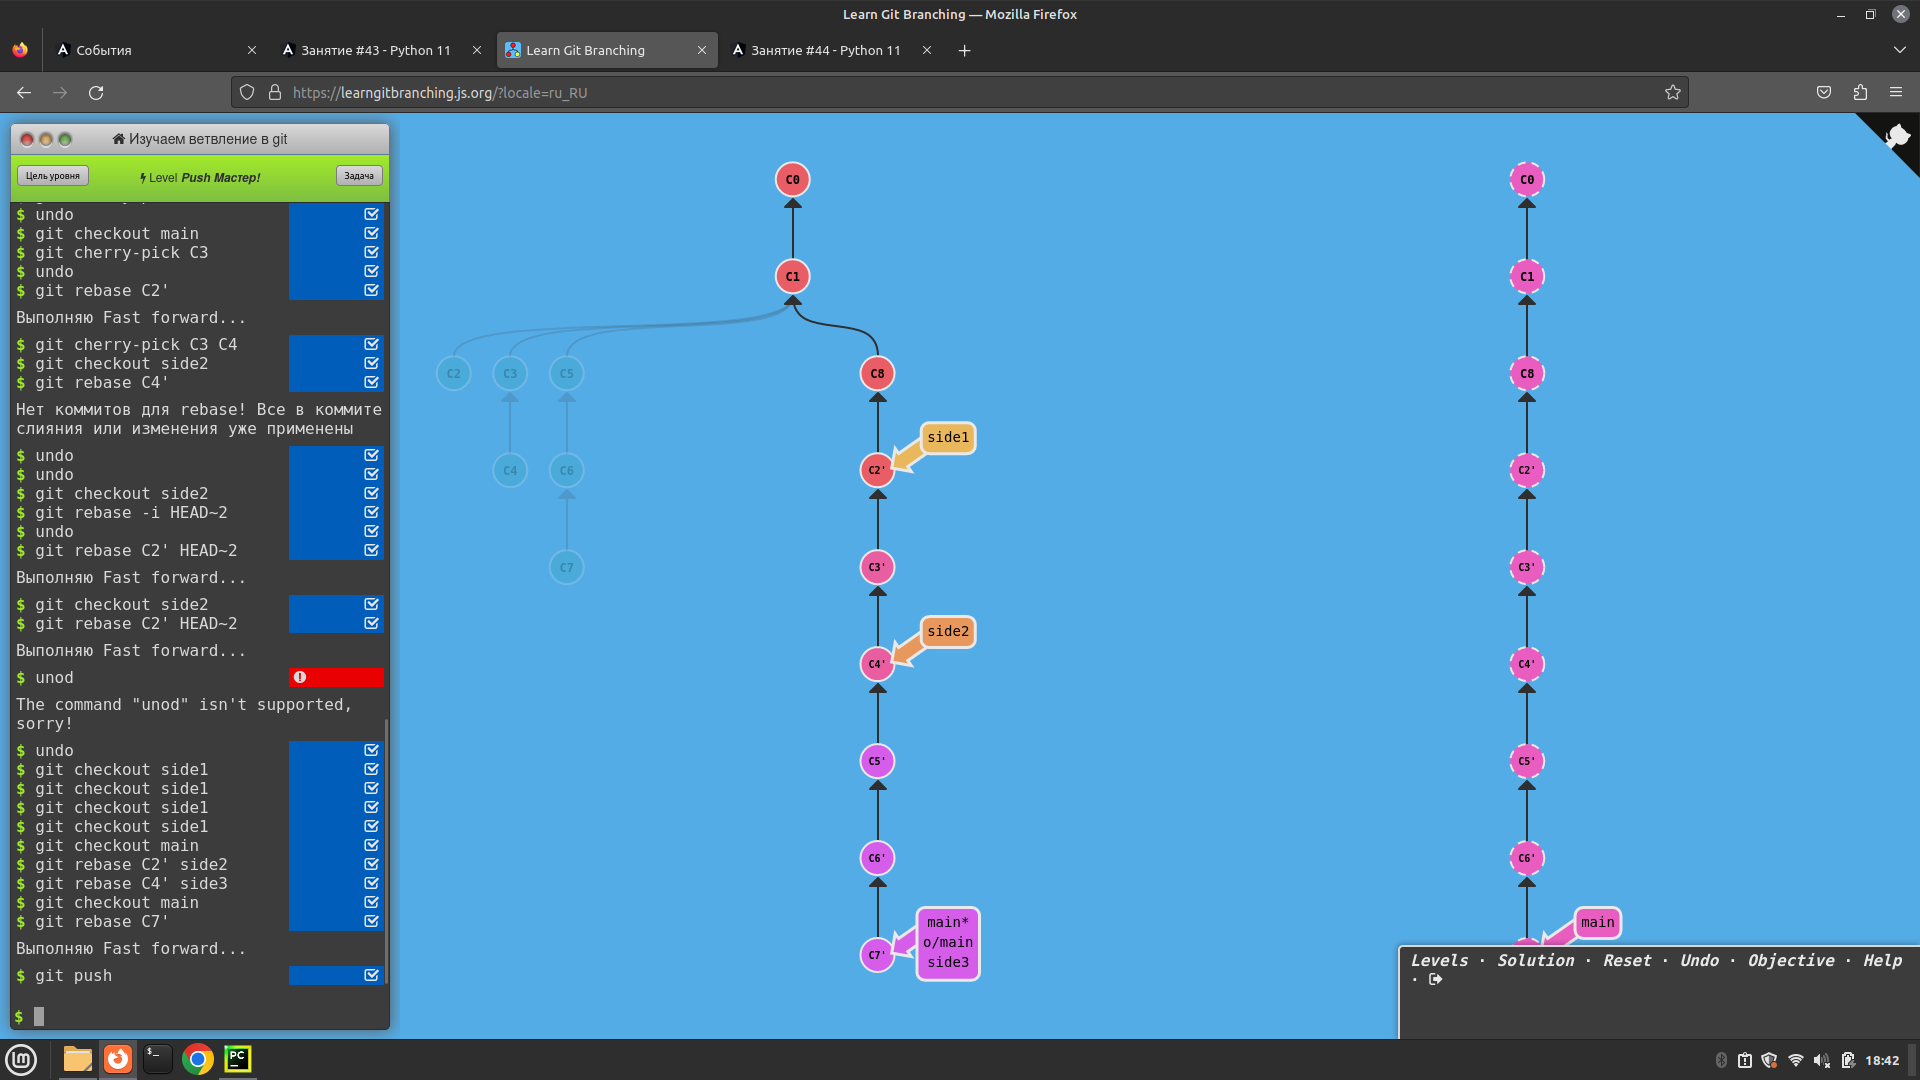 Learn Git Branching — Mozilla Firefox
События
Занятие #43 - Python 11
Learn Git Branching
Занятие #44 - Python 11
https://learngitbranching.js.org/?locale=ru_RU
Изучаем ветвление в git
Цель уровня
Level Push Мастер!
Задача
$ undo
$ git checkout main
$ git cherry-pick C3
$ undo
$ git rebase C2'
Выполняю Fast forward...
$ git cherry-pick C3 C4
$ git checkout side2
$ git rebase C4'
Нет коммитов для rebase! Все в коммите
слияния или изменения уже применены
$ undo
$ undo
$ git checkout side2
$ git rebase -i HEAD~2
$ undo
$ git rebase C2' HEAD~2
Выполняю Fast forward...
$ git checkout side2
$ git rebase C2' HEAD~2
Выполняю Fast forward...
$ unod
The command "unod" isn't supported,
sorry!
$ undo
$ git checkout side1
$ git checkout side1
$ git checkout side1
$ git checkout side1
$ git checkout main
$ git rebase C2' side2
$ git rebase C4' side3
$ git checkout main
$ git rebase C7'
Выполняю Fast forward...
$ git push
$
C0
C1
C2
C3
C5
C8
side1
C4
C6
C2'
C7
C3'
side2
C4'
C5'
C6'
main*
o/main
side3
C7'
C0
C1
C8
C2'
C3'
C4'
C5'
C6'
main
Levels · Solution · Reset · Undo · Objective · Help
·
18:42